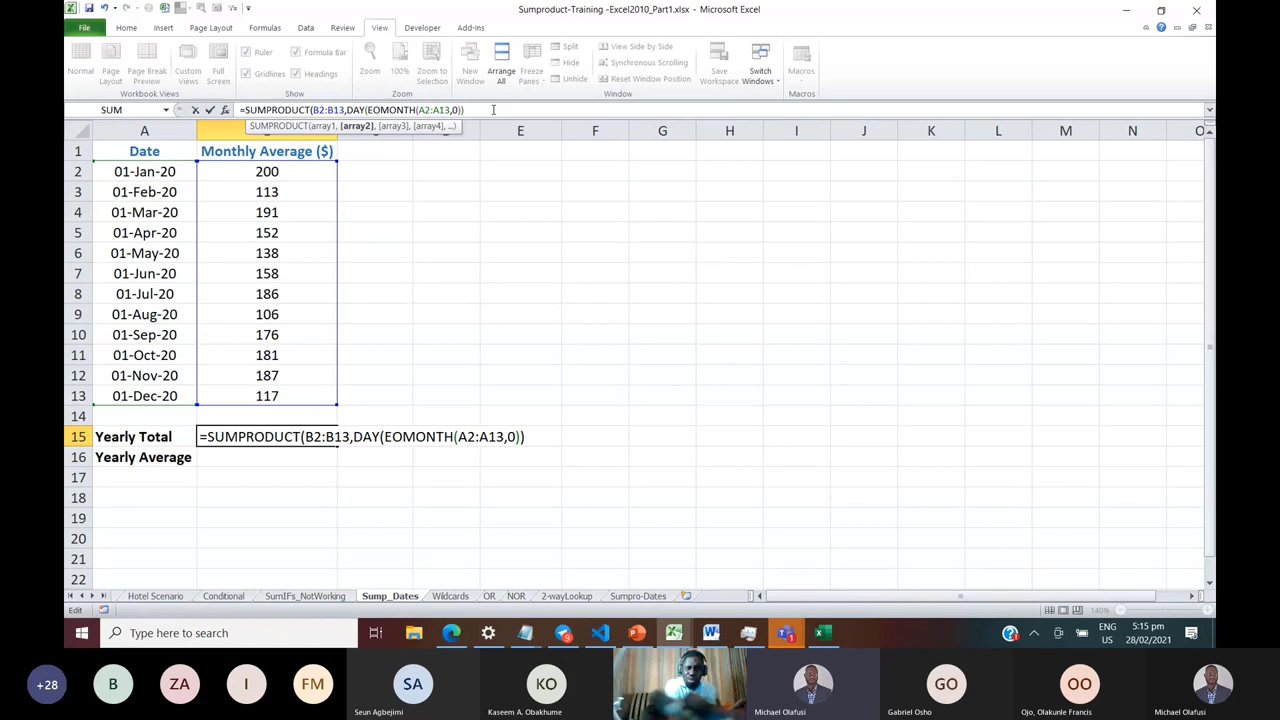 Sumproduct-Training -Excel2010_Part1.xlsx - Microsoft Excel
File Home Insert Page Layout Formulas Data Review View Developer Add-Ins
Normal Page Layout Page Break Preview Custom Views Full Screen
Ruler Formula Bar
Gridlines Headings
Zoom 100% Zoom to Selection
New Window Arrange All Freeze Panes
Split
Hide
Unhide
View Side by Side
Synchronous Scrolling
Reset Window Position
Save Workspace Switch Windows Macros
Workbook Views Show Zoom Window Macros
SUM fx =SUMPRODUCT(B2:B13,DAY(EOMONTH(A2:A13,0))
SUMPRODUCT(array1, [array2], [array3], [array4], ...)
A E F G H I J K L M N O
1 Date Monthly Average ($)
2 01-Jan-20 200
3 01-Feb-20 113
4 01-Mar-20 191
5 01-Apr-20 152
6 01-May-20 138
7 01-Jun-20 158
8 01-Jul-20 186
9 01-Aug-20 106
10 01-Sep-20 176
11 01-Oct-20 181
12 01-Nov-20 187
13 01-Dec-20 117
14
15 Yearly Total =SUMPRODUCT(B2:B13,DAY(EOMONTH(A2:A13,0))
16 Yearly Average
17
18
19
20
21
22
Hotel Scenario Conditional SumIFs_NotWorking Sump_Dates Wildcards OR NOR 2-wayLookup Sumpro-Dates
Edit 140%
Type here to search
ENG 5:15 pm
US 28/02/2021
+28 B ZA I FM SA KO GO OO
Seun Agbejimi Kaseem A. Obakhume Michael Olafusi Gabriel Osho Ojo, Olakunle Francis Michael Olafusi